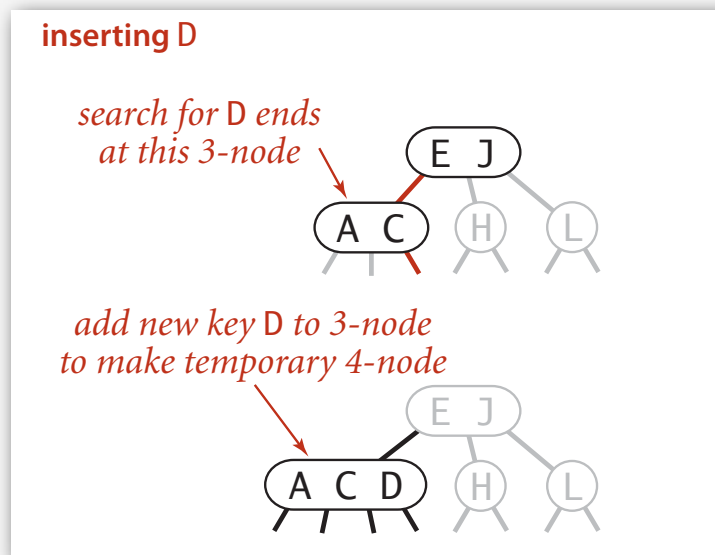 inserting D
search for D ends
at this 3-node
E J
A C
H
L
add new key D to 3-node
to make temporary 4-node
E J
A C D
H
L